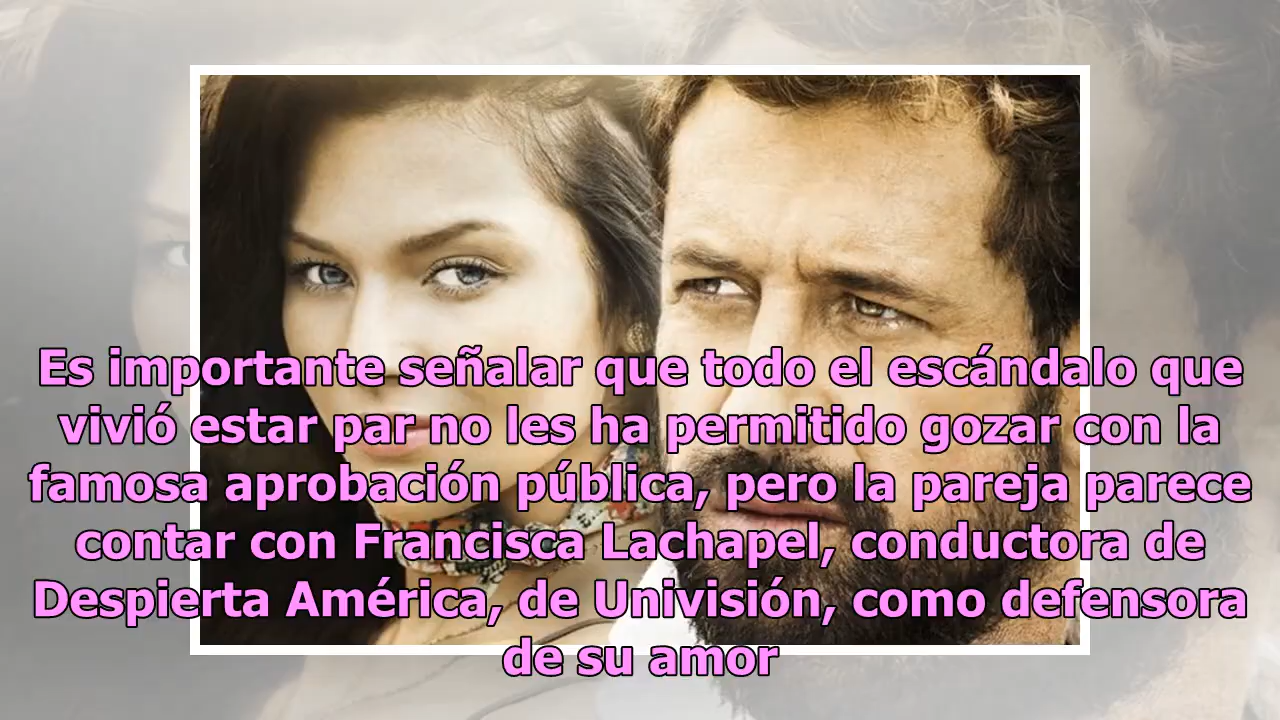 Es importante señalar que todo el escándalo que
vivió estar par no les ha permitido gozar con la
famosa aprobación pública, pero la pareja parece
contar con Francisca Lachapel, conductora de
Despierta América, de Univisión, como defensora
de su amor